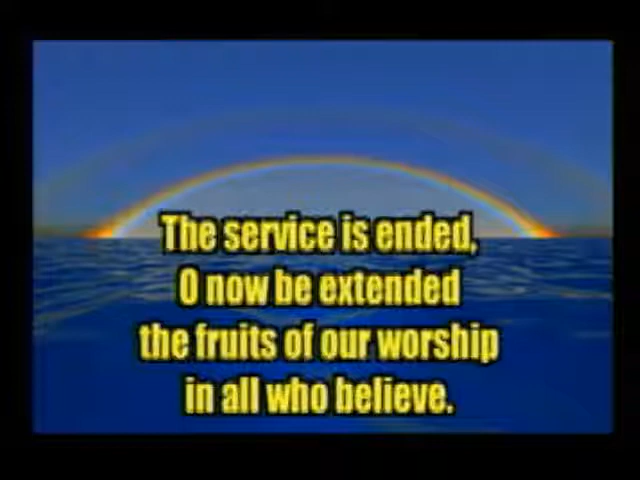 The service is ended,
O now be extended
the fruits of our worship
in all who believe.